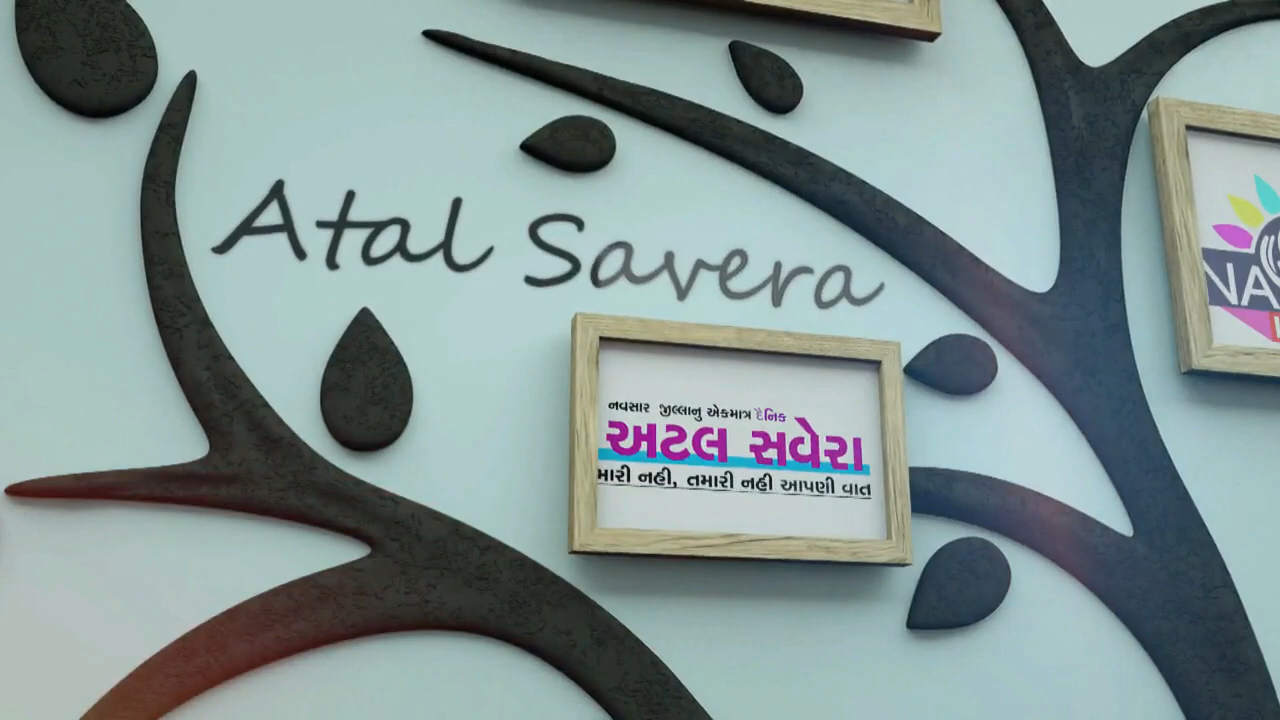 Atal Savera
નવસાર જીલ્લાનુ એકમાત્ર દૈનિક
અટલ સવેરા
મારી નહી, તમારી નહી આપણી વાત